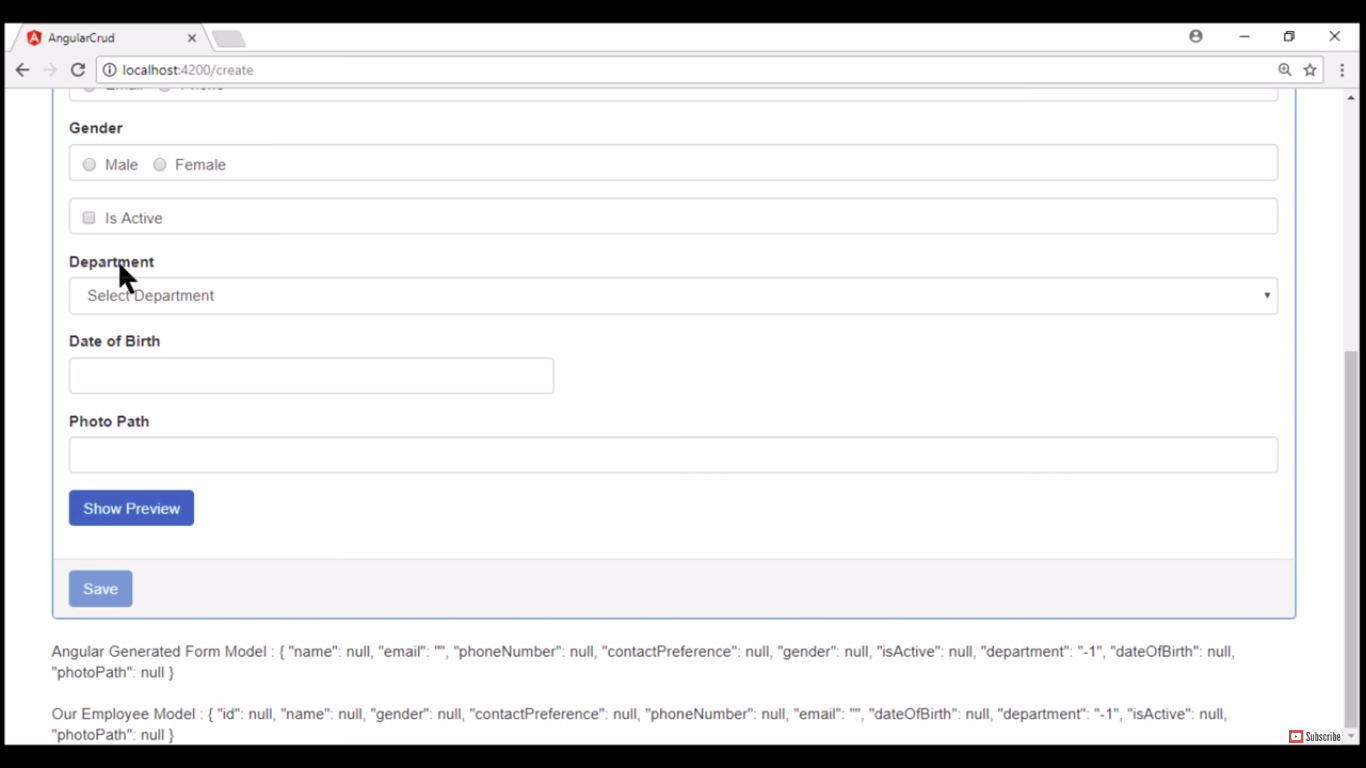 AngularCrud
localhost:4200/create
Email Phone
Gender
Male Female
Is Active
Department
Select Department
Date of Birth
Photo Path
Show Preview
Save
Angular Generated Form Model : { "name": null, "email": "", "phoneNumber": null, "contactPreference": null, "gender": null, "isActive": null, "department": "-1", "dateOfBirth": null,
"photoPath": null }
Our Employee Model : { "id": null, "name": null, "gender": null, "contactPreference": null, "phoneNumber": null, "email": "", "dateOfBirth": null, "department": "-1", "isActive": null,
"photoPath": null }
Subscribe